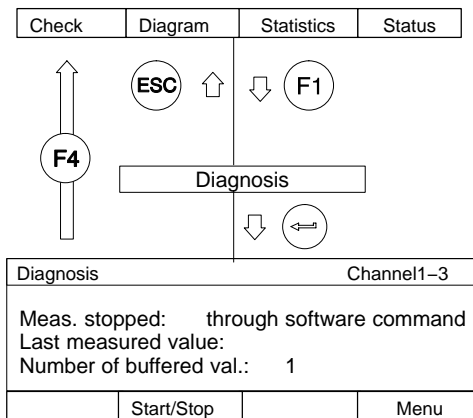 Check Diagram Statistics Status
ESC F1
F4
Diagnosis
Diagnosis Channel1–3
Meas. stopped: through software command
Last measured value:
Number of buffered val.: 1
Start/Stop Menu